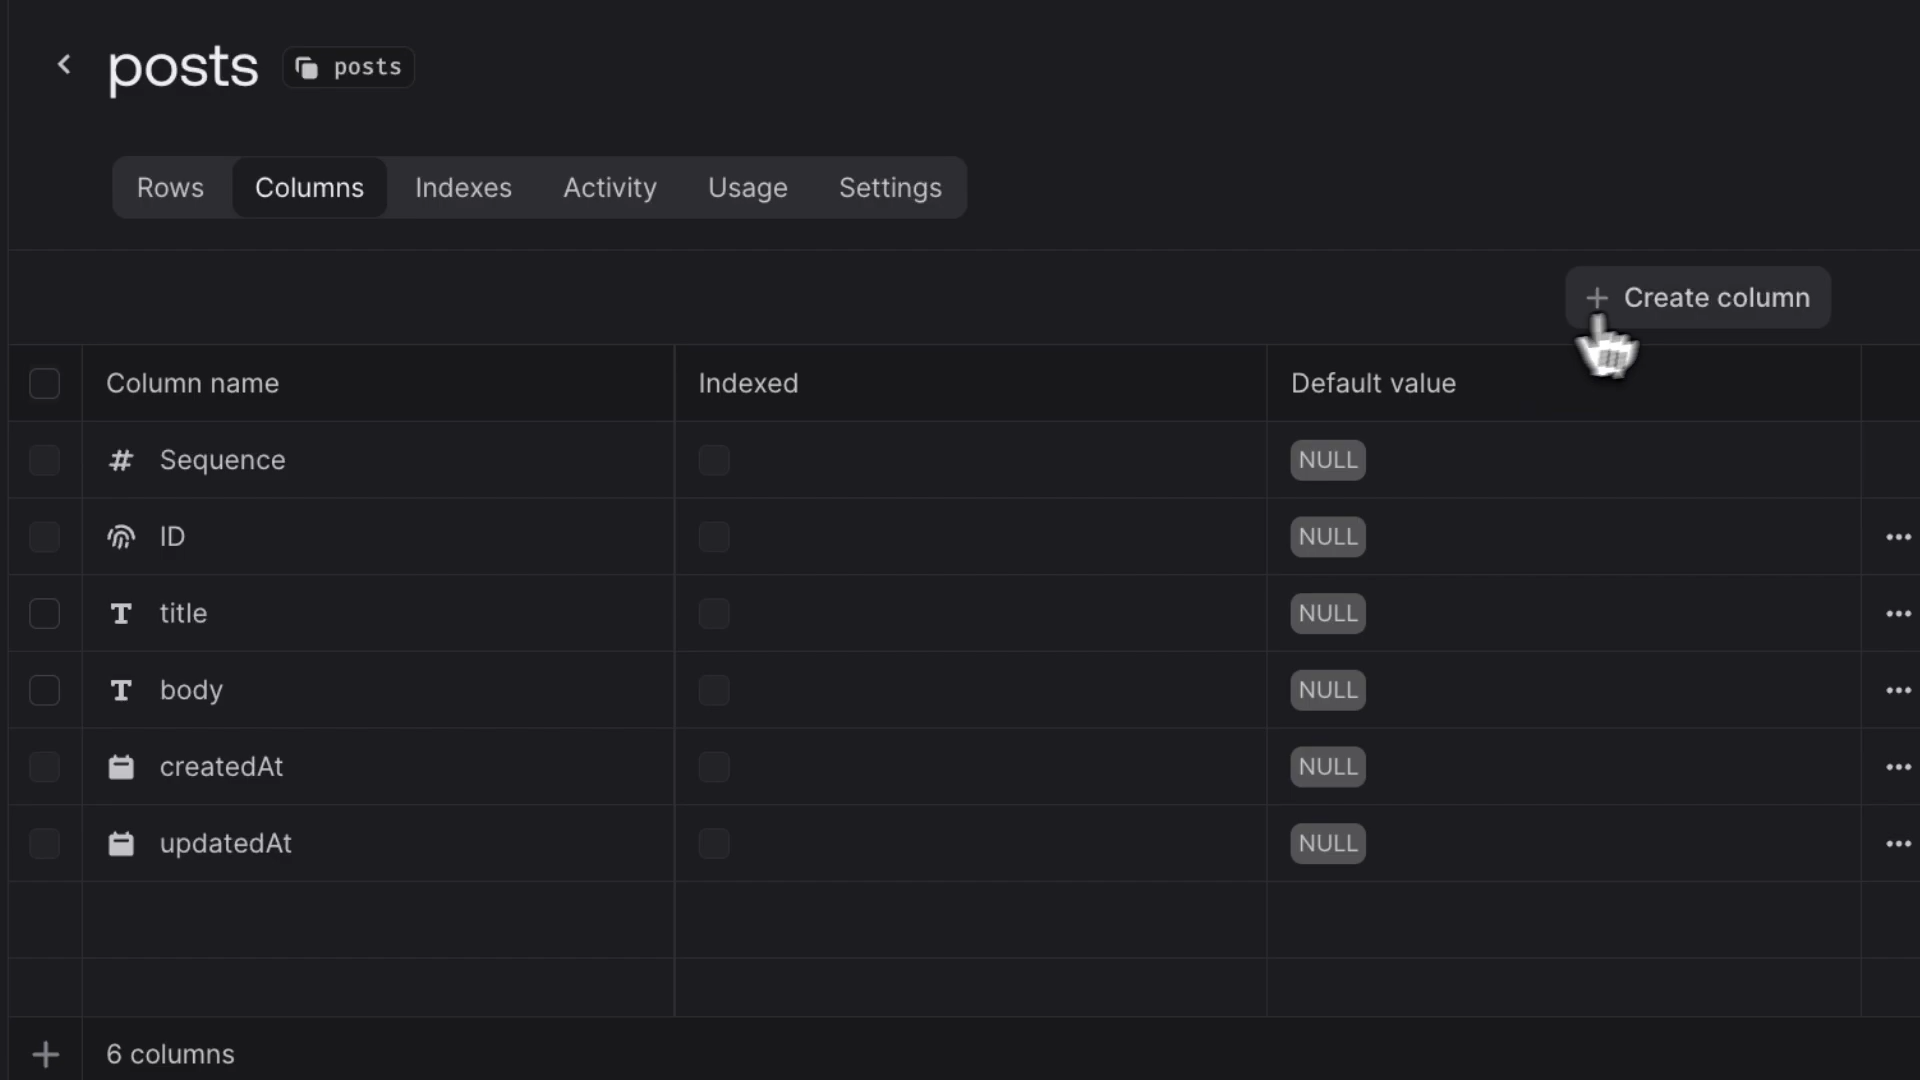 posts posts
Rows Columns Indexes Activity Usage Settings
Create column
Column name Indexed Default value
Sequence NULL
ID NULL
title NULL
body NULL
createdAt NULL
updatedAt NULL
6 columns